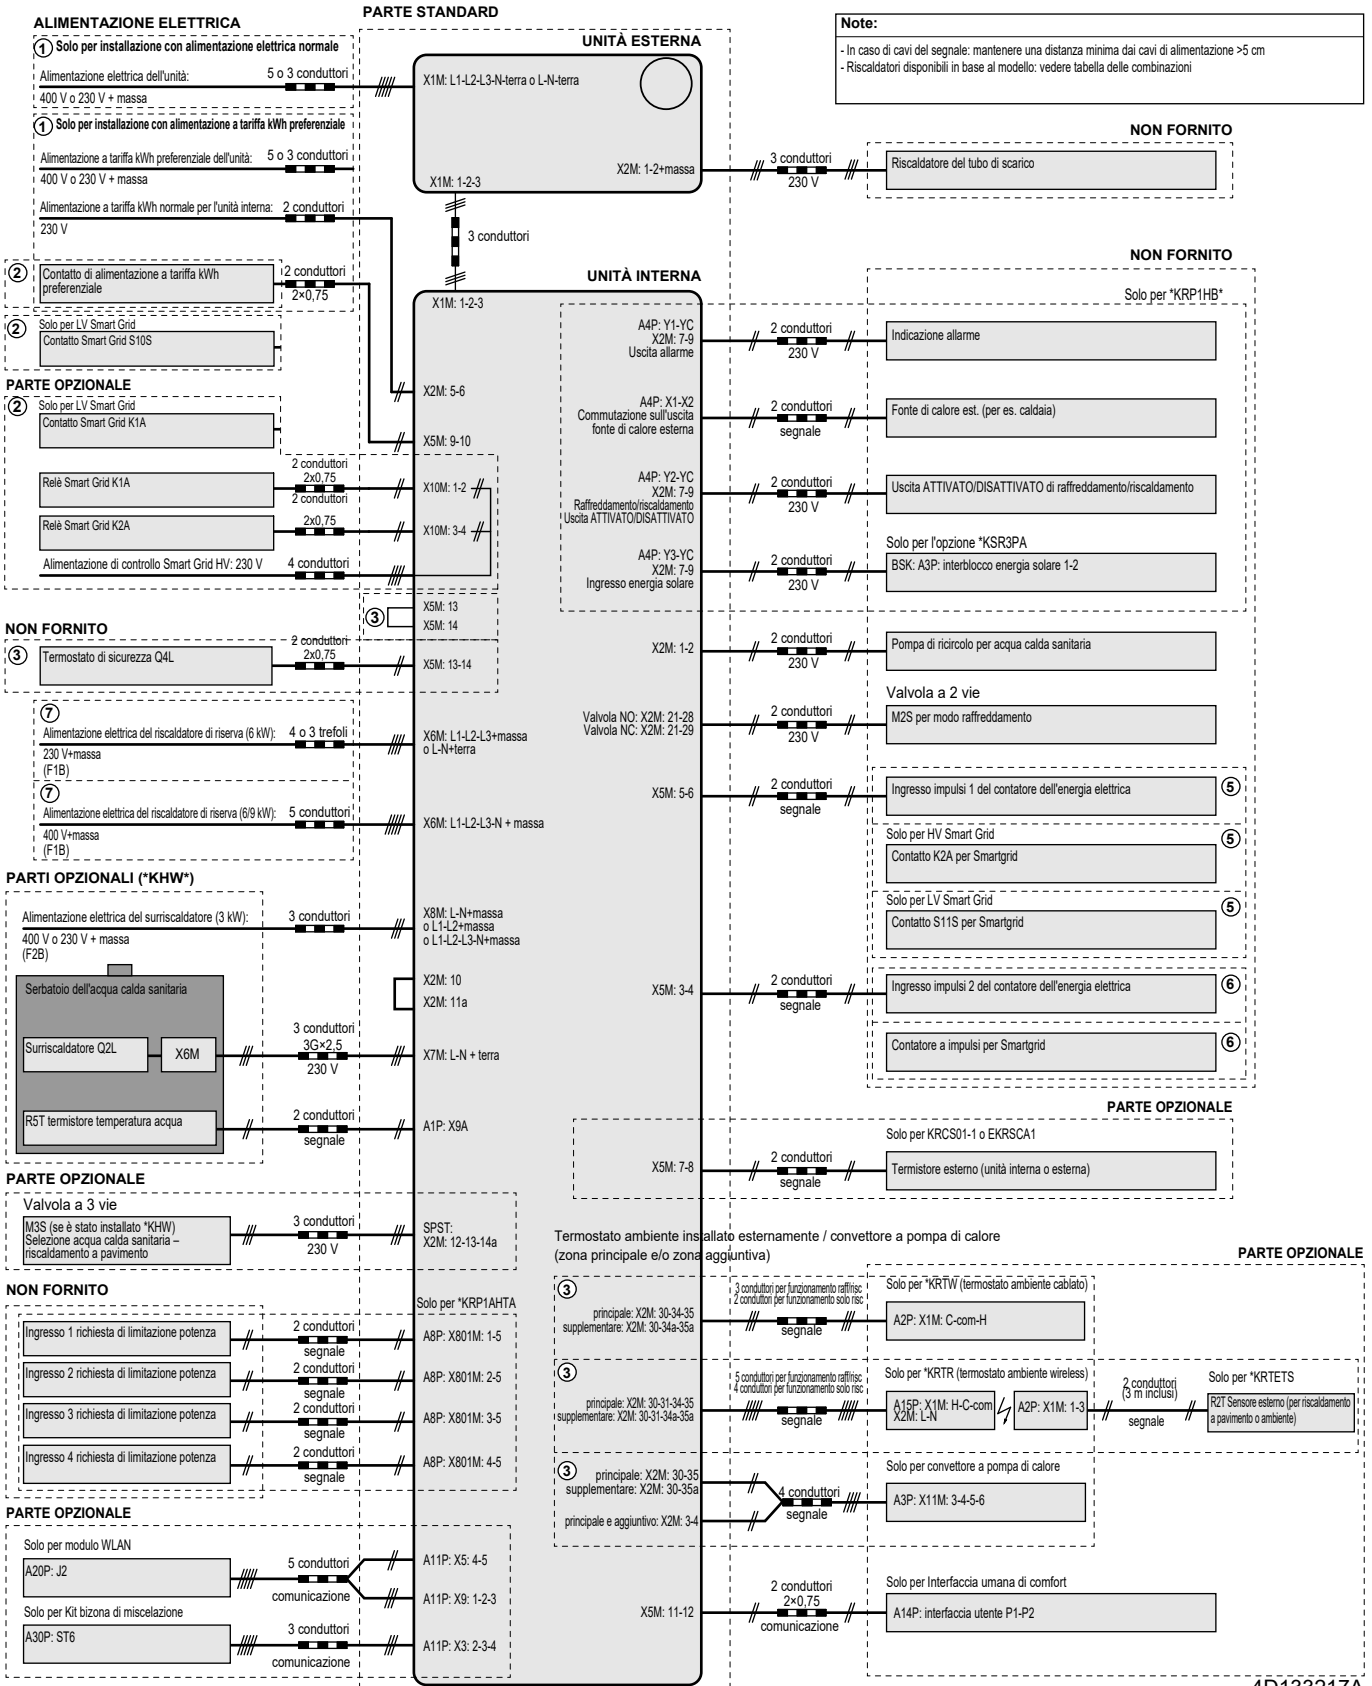 ALIMENTAZIONE ELETTRICA
① Solo per installazione con alimentazione elettrica normale
Alimentazione elettrica dell'unità:
5 o 3 conduttori
400 V o 230 V + massa
① Solo per installazione con alimentazione a tariffa kWh preferenziale
Alimentazione a tariffa kWh preferenziale dell'unità:
5 o 3 conduttori
400 V o 230 V + massa
Alimentazione a tariffa kWh normale per l'unità interna:
2 conduttori
230 V
②
Contatto di alimentazione a tariffa kWh
preferenziale
2 conduttori
2×0,75
②
Solo per LV Smart Grid
Contatto Smart Grid S10S
PARTE OPZIONALE
②
Solo per LV Smart Grid
Contatto Smart Grid K1A
Relè Smart Grid K1A
2 conduttori
2x0,75
2 conduttori
Relè Smart Grid K2A
2x0,75
Alimentazione di controllo Smart Grid HV: 230 V
4 conduttori
NON FORNITO
③
Termostato di sicurezza Q4L
2 conduttori
2x0,75
⑦
Alimentazione elettrica del riscaldatore di riserva (6 kW):
4 o 3 trefoli
230 V+massa
(F1B)
⑦
Alimentazione elettrica del riscaldatore di riserva (6/9 kW):
5 conduttori
400 V+massa
(F1B)
PARTI OPZIONALI (*KHW*)
Alimentazione elettrica del surriscaldatore (3 kW):
3 conduttori
400 V o 230 V + massa
(F2B)
Serbatoio dell'acqua calda sanitaria
Surriscaldatore Q2L
X6M
3 conduttori
3G×2,5
230 V
R5T termistore temperatura acqua
2 conduttori
segnale
PARTE OPZIONALE
Valvola a 3 vie
M3S (se è stato installato *KHW)
Selezione acqua calda sanitaria –
riscaldamento a pavimento
3 conduttori
230 V
NON FORNITO
Ingresso 1 richiesta di limitazione potenza
2 conduttori
segnale
Ingresso 2 richiesta di limitazione potenza
2 conduttori
segnale
Ingresso 3 richiesta di limitazione potenza
2 conduttori
segnale
Ingresso 4 richiesta di limitazione potenza
2 conduttori
segnale
PARTE OPZIONALE
Solo per modulo WLAN
A20P: J2
5 conduttori
comunicazione
Solo per Kit bizona di miscelazione
A30P: ST6
3 conduttori
comunicazione
PARTE STANDARD
UNITÀ ESTERNA
X1M: L1-L2-L3-N-terra o L-N-terra
X2M: 1-2+massa
X1M: 1-2-3
3 conduttori
UNITÀ INTERNA
X1M: 1-2-3
X2M: 5-6
X5M: 9-10
X10M: 1-2
X10M: 3-4
③
X5M: 13
X5M: 14
X5M: 13-14
X6M: L1-L2-L3+massa
o L-N+terra
X6M: L1-L2-L3-N + massa
X8M: L-N+massa
o L1-L2+massa
o L1-L2-L3-N+massa
X2M: 10
X2M: 11a
X7M: L-N + terra
A1P: X9A
SPST:
X2M: 12-13-14a
Solo per *KRP1AHTA
A8P: X801M: 1-5
A8P: X801M: 2-5
A8P: X801M: 3-5
A8P: X801M: 4-5
A11P: X5: 4-5
A11P: X9: 1-2-3
A11P: X3: 2-3-4
A4P: Y1-YC
X2M: 7-9
Uscita allarme
A4P: X1-X2
Commutazione sull'uscita
fonte di calore esterna
A4P: Y2-YC
X2M: 7-9
Raffreddamento/riscaldamento
Uscita ATTIVATO/DISATTIVATO
A4P: Y3-YC
X2M: 7-9
Ingresso energia solare
X2M: 1-2
Valvola NO: X2M: 21-28
Valvola NC: X2M: 21-29
X5M: 5-6
X5M: 3-4
X5M: 7-8
Note:
- In caso di cavi del segnale: mantenere una distanza minima dai cavi di alimentazione >5 cm
- Riscaldatori disponibili in base al modello: vedere tabella delle combinazioni
NON FORNITO
3 conduttori
230 V
Riscaldatore del tubo di scarico
NON FORNITO
Solo per *KRP1HB*
2 conduttori
230 V
Indicazione allarme
2 conduttori
segnale
Fonte di calore est. (per es. caldaia)
2 conduttori
230 V
Uscita ATTIVATO/DISATTIVATO di raffreddamento/riscaldamento
Solo per l'opzione *KSR3PA
2 conduttori
230 V
BSK: A3P: interblocco energia solare 1-2
2 conduttori
230 V
Pompa di ricircolo per acqua calda sanitaria
Valvola a 2 vie
2 conduttori
230 V
M2S per modo raffreddamento
2 conduttori
segnale
Ingresso impulsi 1 del contatore dell'energia elettrica
⑤
Solo per HV Smart Grid
Contatto K2A per Smartgrid
⑤
Solo per LV Smart Grid
Contatto S11S per Smartgrid
⑤
2 conduttori
segnale
Ingresso impulsi 2 del contatore dell'energia elettrica
⑥
Contatore a impulsi per Smartgrid
⑥
PARTE OPZIONALE
Solo per KRCS01-1 o EKRSCA1
2 conduttori
segnale
Termistore esterno (unità interna o esterna)
Termostato ambiente installato esternamente / convettore a pompa di calore
(zona principale e/o zona aggiuntiva)
PARTE OPZIONALE
③
principale: X2M: 30-34-35
supplementare: X2M: 30-34a-35a
3 conduttori per funzionamento raff/risc
2 conduttori per funzionamento solo risc
segnale
Solo per *KRTW (termostato ambiente cablato)
A2P: X1M: C-com-H
③
principale: X2M: 30-31-34-35
supplementare: X2M: 30-31-34a-35a
5 conduttori per funzionamento raff/risc
4 conduttori per funzionamento solo risc
segnale
Solo per *KRTR (termostato ambiente wireless)
A15P: X1M: H-C-com
X2M: L-N
A2P: X1M: 1-3
2 conduttori
(3 m inclusi)
segnale
Solo per *KRTETS
R2T Sensore esterno (per riscaldamento
a pavimento o ambiente)
③
principale: X2M: 30-35
supplementare: X2M: 30-35a
principale e aggiuntivo: X2M: 3-4
4 conduttori
segnale
Solo per convettore a pompa di calore
A3P: X11M: 3-4-5-6
X5M: 11-12
2 conduttori
2×0,75
comunicazione
Solo per Interfaccia umana di comfort
A14P: interfaccia utente P1-P2
4D133217A